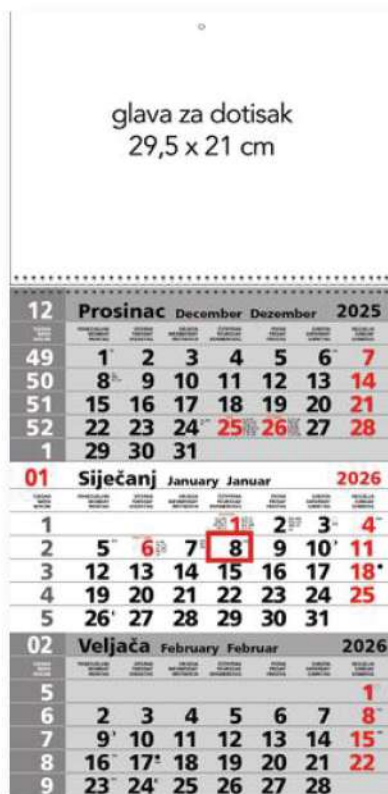 glava za dotisak
29,5 x 21 cm
12 Prosinac December Dezember 2025
49 1 2 3 4 5 6 7
50 8 9 10 11 12 13 14
51 15 16 17 18 19 20 21
52 22 23 24 25 26 27 28
1 29 30 31
01 Siječanj January Januar 2026
1 1 2 3 4
2 5 6 7 8 9 10 11
3 12 13 14 15 16 17 18
4 19 20 21 22 23 24 25
5 26 27 28 29 30 31
02 Veljača February Februar 2026
5 1
6 2 3 4 5 6 7 8
7 9 10 11 12 13 14 15
8 16 17 18 19 20 21 22
9 23 24 25 26 27 28